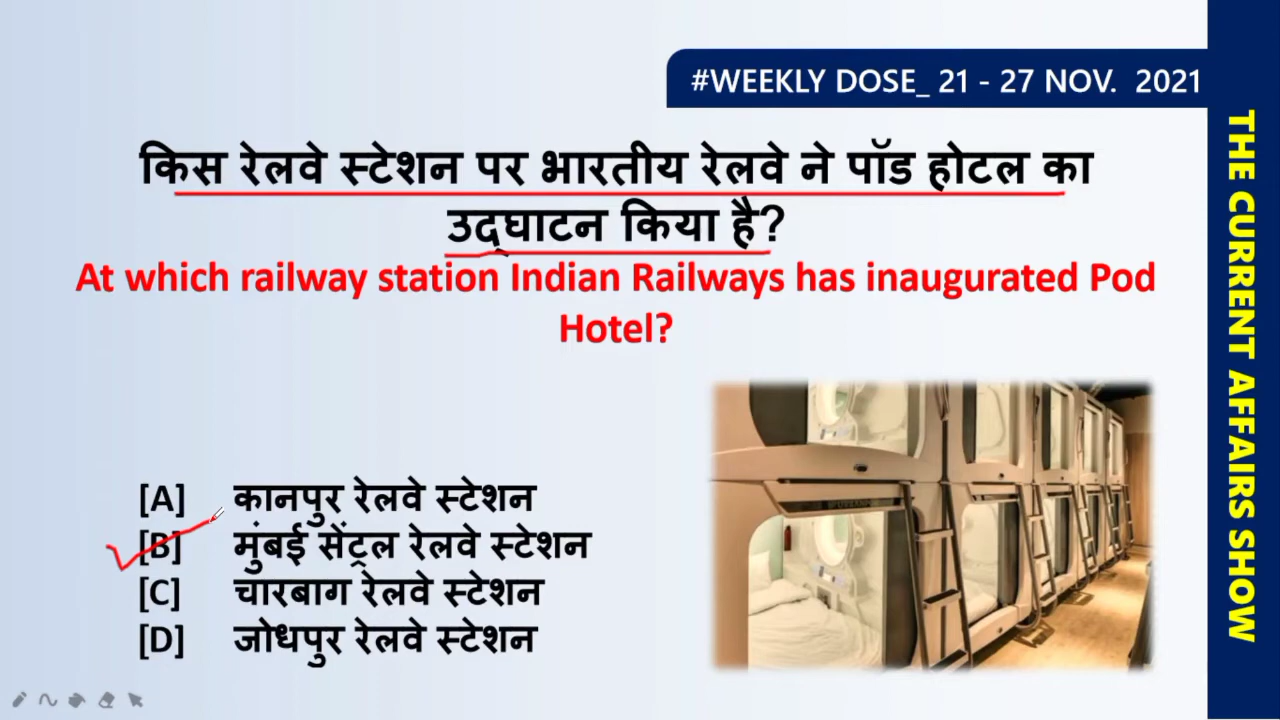 #WEEKLY DOSE_ 21 - 27 NOV. 2021
किस रेलवे स्टेशन पर भारतीय रेलवे ने पॉड होटल का
उद्घाटन किया है?
At which railway station Indian Railways has inaugurated Pod
Hotel?
[A] कानपुर रेलवे स्टेशन
[B] मुंबई सेंट्रल रेलवे स्टेशन
[C] चारबाग रेलवे स्टेशन
[D] जोधपुर रेलवे स्टेशन
THE CURRENT AFFAIRS SHOW